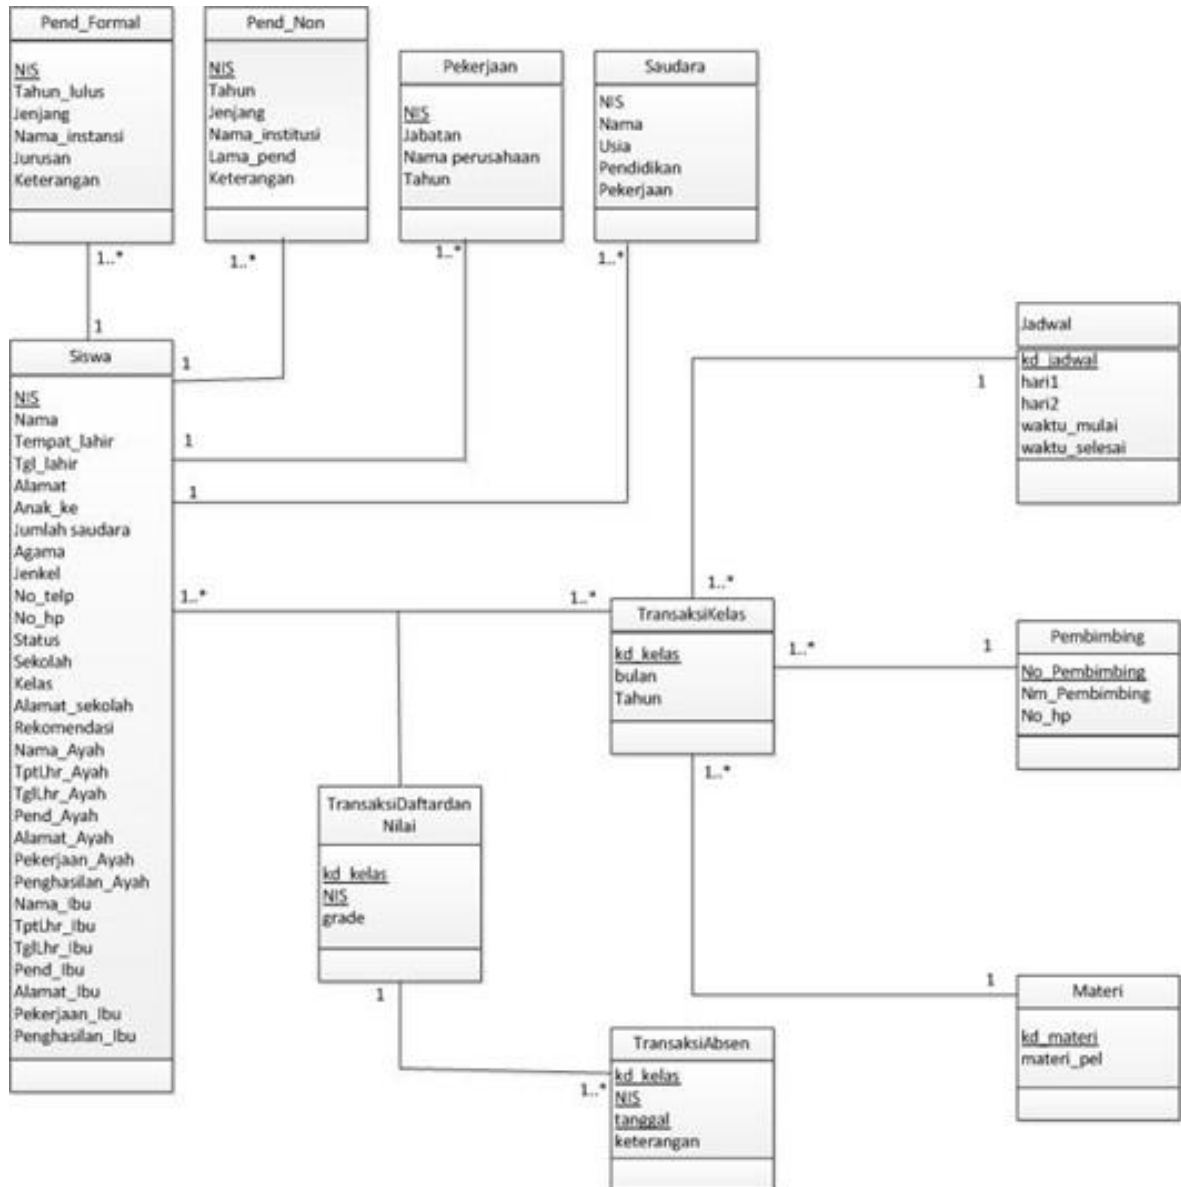 Pend_Formal
NIS
Tahun_lulus
Jenjang
Nama_instansi
Jurusan
Keterangan
Pend_Non
NIS
Tahun
Jenjang
Nama_institusi
Lama_pend
Keterangan
Pekerjaan
NIS
Jabatan
Nama perusahaan
Tahun
Saudara
NIS
Nama
Usia
Pendidikan
Pekerjaan
1..*
1..*
1..*
1..*
1
1
1
1
Siswa
NIS
Nama
Tempat_lahir
Tgl_lahir
Alamat
Anak_ke
Jumlah saudara
Agama
Jenkel
No_telp
No_hp
Status
Sekolah
Kelas
Alamat_sekolah
Rekomendasi
Nama_Ayah
TptLhr_Ayah
TglLhr_Ayah
Pend_Ayah
Alamat_Ayah
Pekerjaan_Ayah
Penghasilan_Ayah
Nama_Ibu
TptLhr_Ibu
TglLhr_Ibu
Pend_Ibu
Alamat_Ibu
Pekerjaan_Ibu
Penghasilan_Ibu
Jadwal
kd_jadwal
hari1
hari2
waktu_mulai
waktu_selesai
1
1..*
1..*
1..*
TransaksiKelas
kd_kelas
bulan
Tahun
1..*
1
1..*
Pembimbing
No_Pembimbing
Nm_Pembimbing
No_hp
TransaksiDaftardan
Nilai
kd_kelas
NIS
grade
1
1..*
TransaksiAbsen
kd_kelas
NIS
tanggal
keterangan
1
Materi
kd_materi
materi_pel